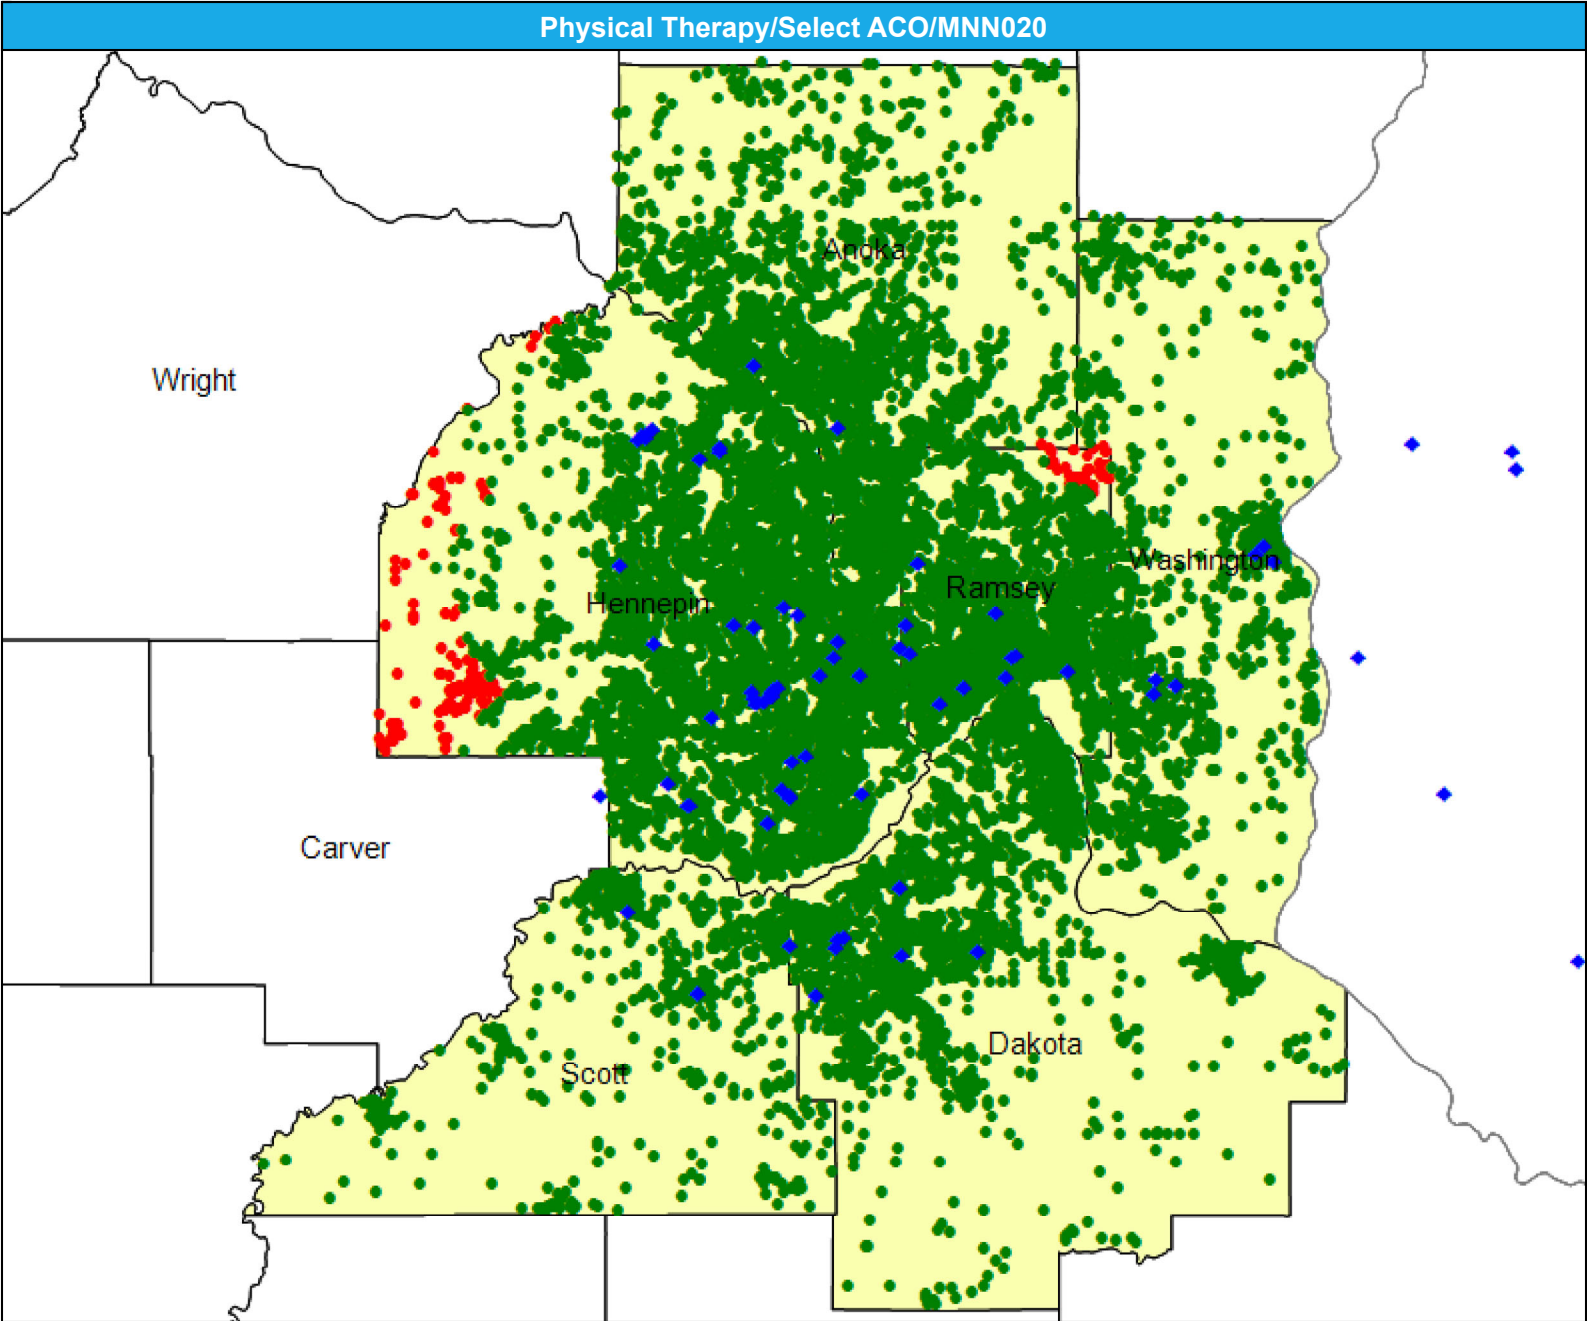 Physical Therapy/Select ACO/MNN020
Anoka
Wright
Washington
Ramsey
Hennepin
Carver
Dakota
Scott